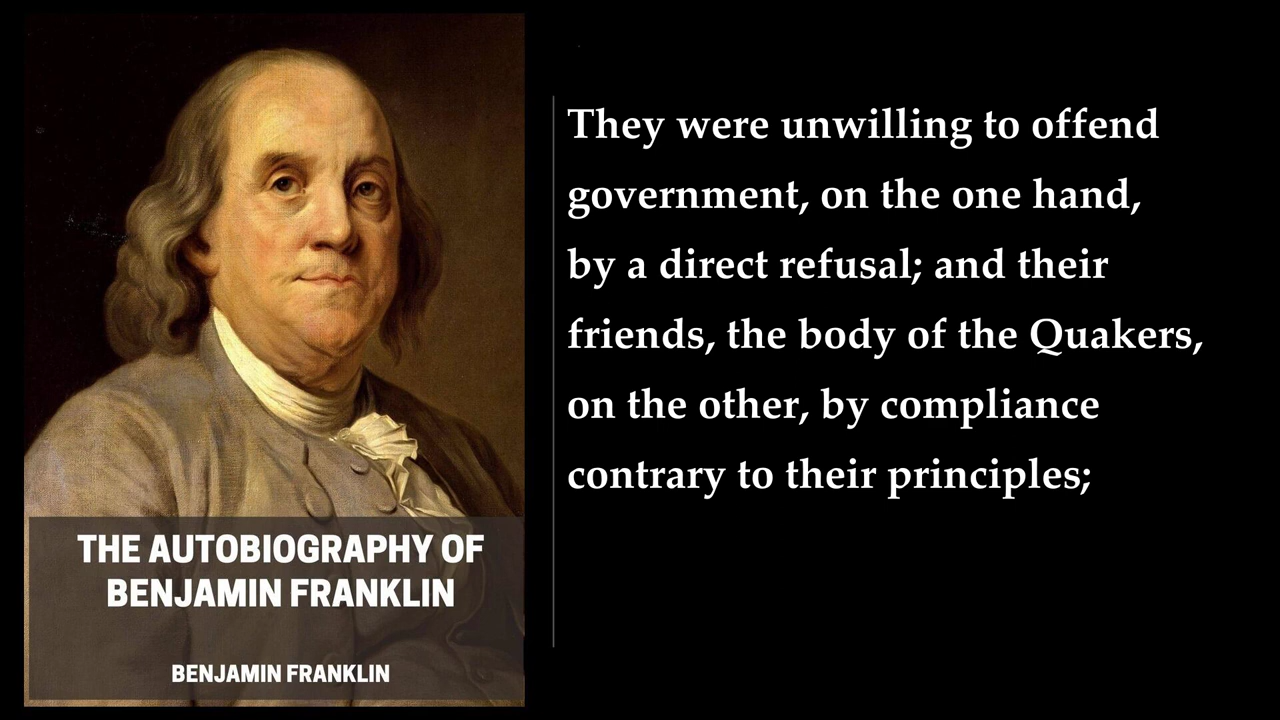 THE AUTOBIOGRAPHY OF
BENJAMIN FRANKLIN
BENJAMIN FRANKLIN
They were unwilling to offend
government, on the one hand,
by a direct refusal; and their
friends, the body of the Quakers,
on the other, by compliance
contrary to their principles;